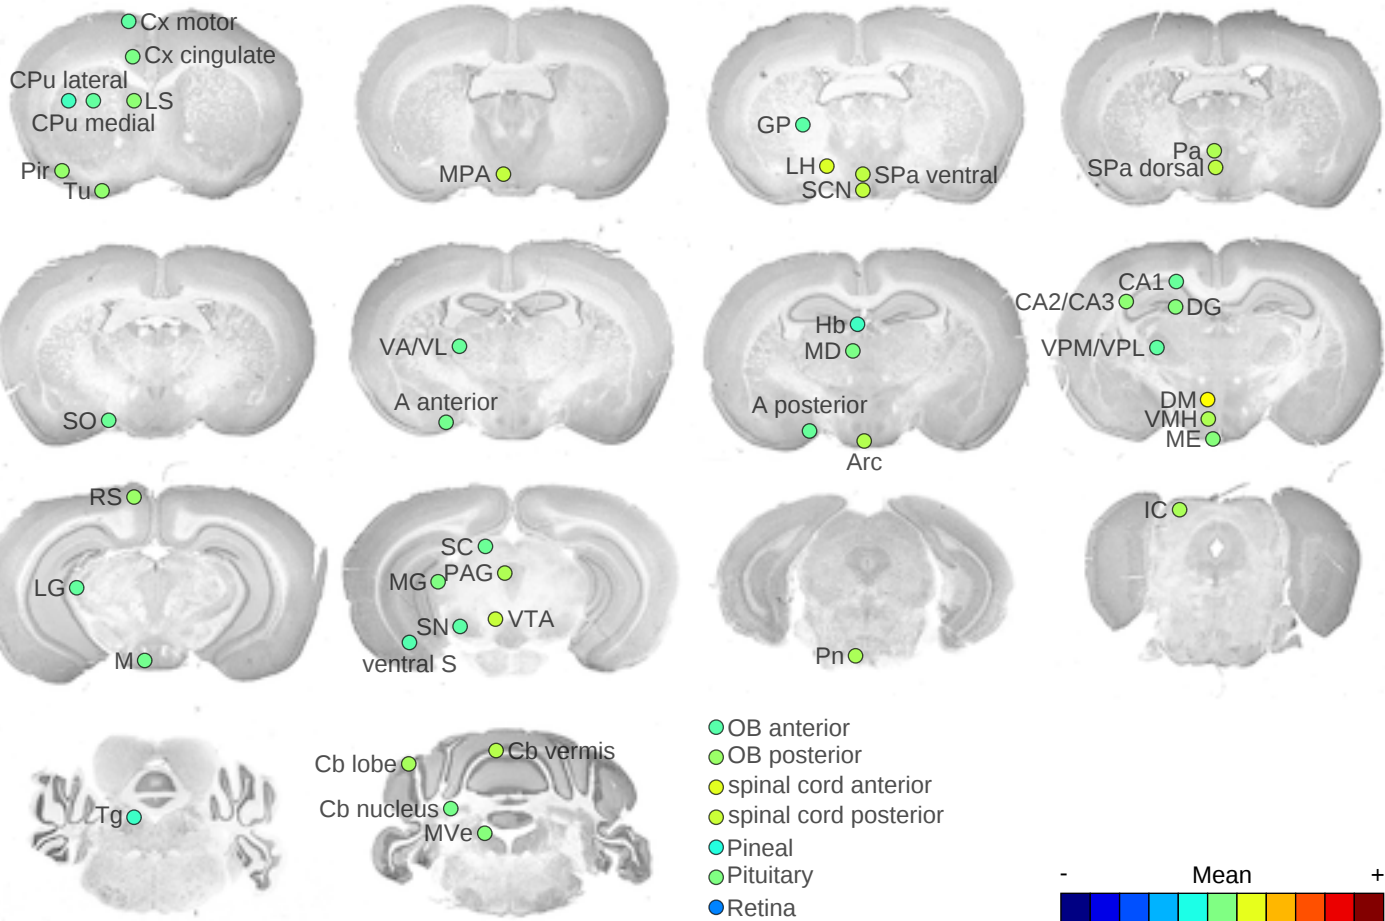 Cx motor
Cx cingulate
CPu lateral
LS
CPu medial
Pir
Tu
MPA
GP
LH
SPa ventral
SCN
Pa
SPa dorsal
SO
VA/VL
A anterior
Hb
MD
A posterior
Arc
CA1
CA2/CA3
DG
VPM/VPL
DM
VMH
ME
RS
LG
M
SC
PAG
MG
VTA
SN
ventral S
Pn
IC
Tg
Cb vermis
Cb lobe
Cb nucleus
MVe
OB anterior
OB posterior
spinal cord anterior
spinal cord posterior
Pineal
Pituitary
Retina
- Mean +